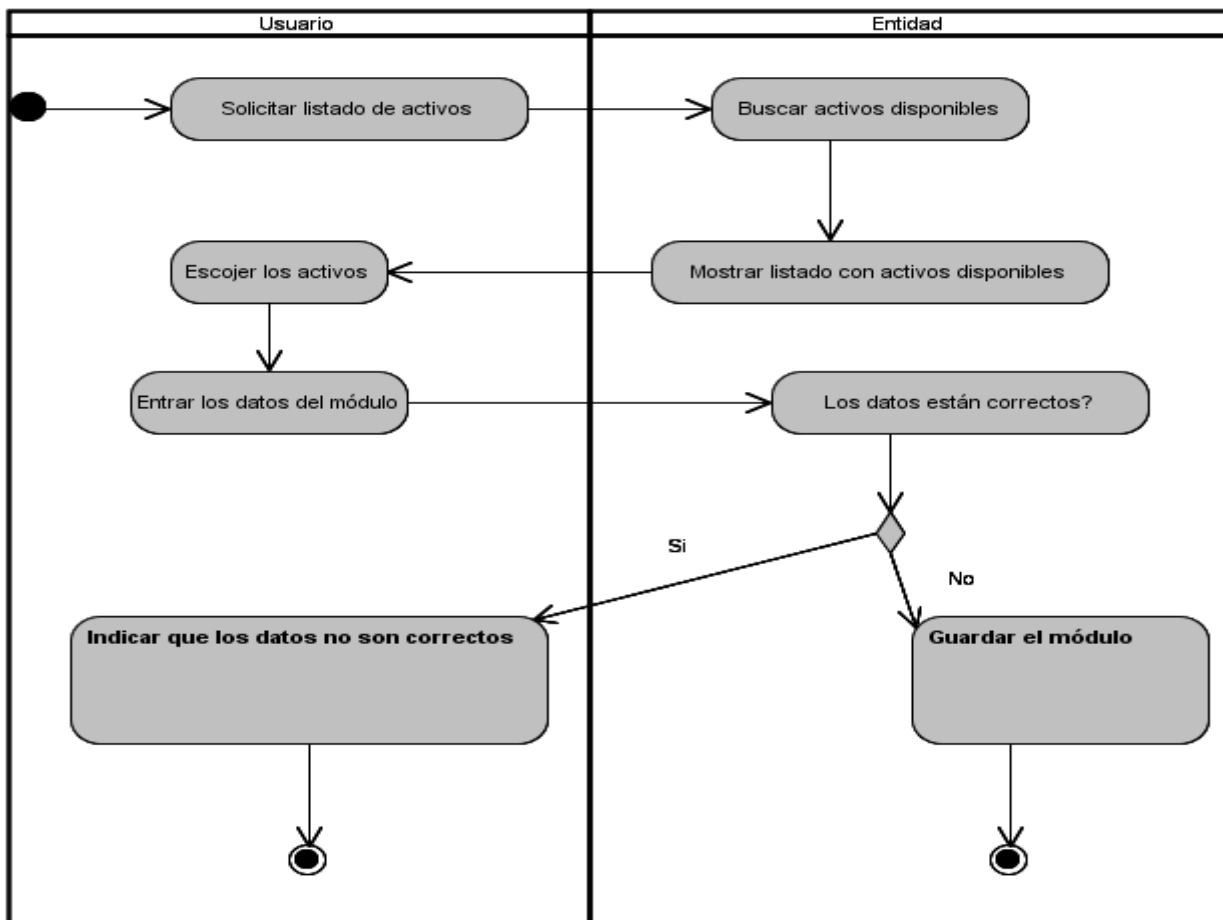 Usuario
Entidad
Solicitar listado de activos
Buscar activos disponibles
Escojer los activos
Mostrar listado con activos disponibles
Entrar los datos del módulo
Los datos están correctos?
Si
No
Indicar que los datos no son correctos
Guardar el módulo